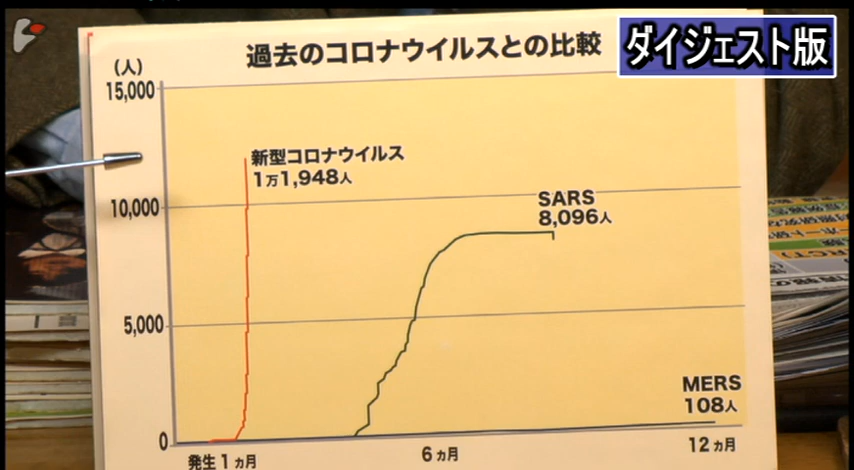 過去のコロナウイルスとの比較
ダイジェスト版
(人)
15,000
新型コロナウイルス
1万1,948人
10,000
SARS
8,096人
5,000
MERS
108人
0
発生1ヵ月
6ヵ月
12ヵ月
RCT)